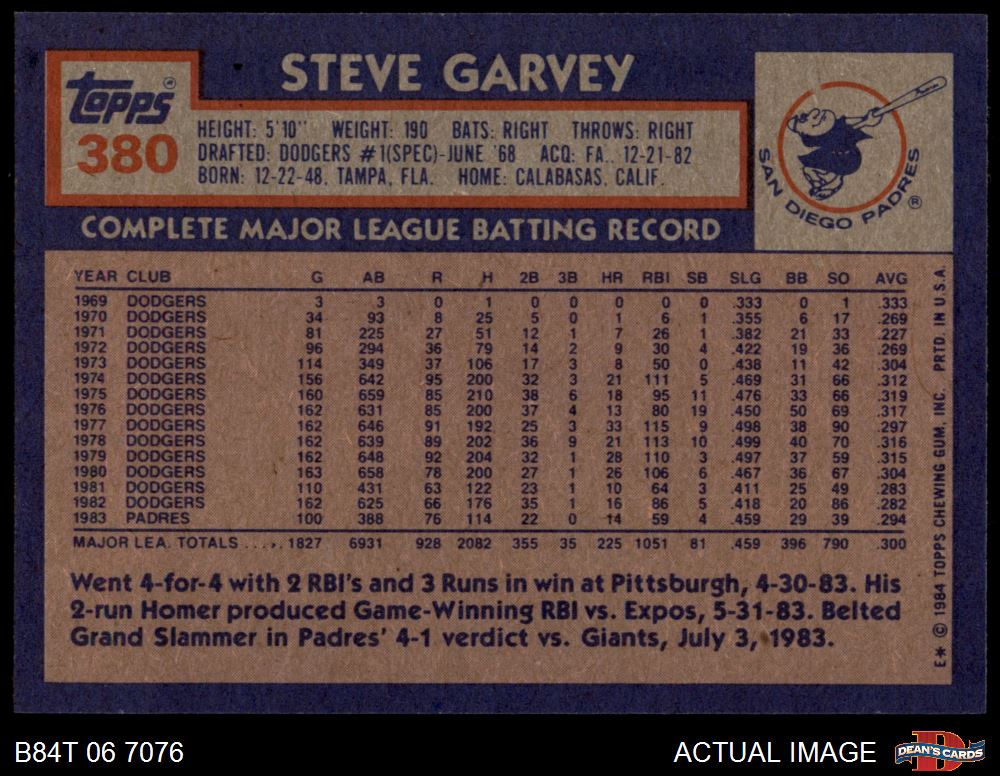 STEVE GARVEY
topps®
380
HEIGHT: 5'10" WEIGHT: 190 BATS: RIGHT THROWS: RIGHT
DRAFTED: DODGERS #1(SPEC)-JUNE '68 ACQ: F.A.. 12-21-82
BORN: 12-22-48, TAMPA, FLA. HOME: CALABASAS, CALIF.
SAN DIEGO PADRES®
COMPLETE MAJOR LEAGUE BATTING RECORD
YEAR CLUB G AB R H 2B 3B HR RBI SB SLG BB SO AVG
1969 DODGERS 3 3 0 1 0 0 0 0 0 .333 0 1 .333
1970 DODGERS 34 93 8 25 5 0 1 6 1 .355 6 17 .269
1971 DODGERS 81 225 27 51 12 1 7 26 1 .382 21 33 .227
1972 DODGERS 96 294 36 79 14 2 9 30 4 .422 19 36 .269
1973 DODGERS 114 349 37 106 17 3 8 50 0 .438 11 42 .304
1974 DODGERS 156 642 95 200 32 3 21 111 5 .469 31 66 .312
1975 DODGERS 160 659 85 210 38 6 18 95 11 .476 33 66 .319
1976 DODGERS 162 631 85 200 37 4 13 80 19 .450 50 69 .317
1977 DODGERS 162 646 91 192 25 3 33 115 9 .498 38 90 .297
1978 DODGERS 162 639 89 202 36 9 21 113 10 .499 40 70 .316
1979 DODGERS 162 648 92 204 32 1 28 110 3 .497 37 59 .315
1980 DODGERS 163 658 78 200 27 1 26 106 6 .467 36 67 .304
1981 DODGERS 110 431 63 122 23 1 10 64 3 .411 25 49 .283
1982 DODGERS 162 625 66 176 35 1 16 86 5 .418 20 86 .282
1983 PADRES 100 388 76 114 22 0 14 59 4 .459 29 39 .294
MAJOR LEA. TOTALS ..... 1827 6931 928 2082 355 35 225 1051 81 .459 396 790 .300
Went 4-for-4 with 2 RBI's and 3 Runs in win at Pittsburgh, 4-30-83. His
2-run Homer produced Game-Winning RBI vs. Expos, 5-31-83. Belted
Grand Slammer in Padres' 4-1 verdict vs. Giants, July 3, 1983.
E* © 1984 TOPPS CHEWING GUM, INC. PRTD. IN U.S.A.
B84T 06 7076
ACTUAL IMAGE
DEAN'S CARDS